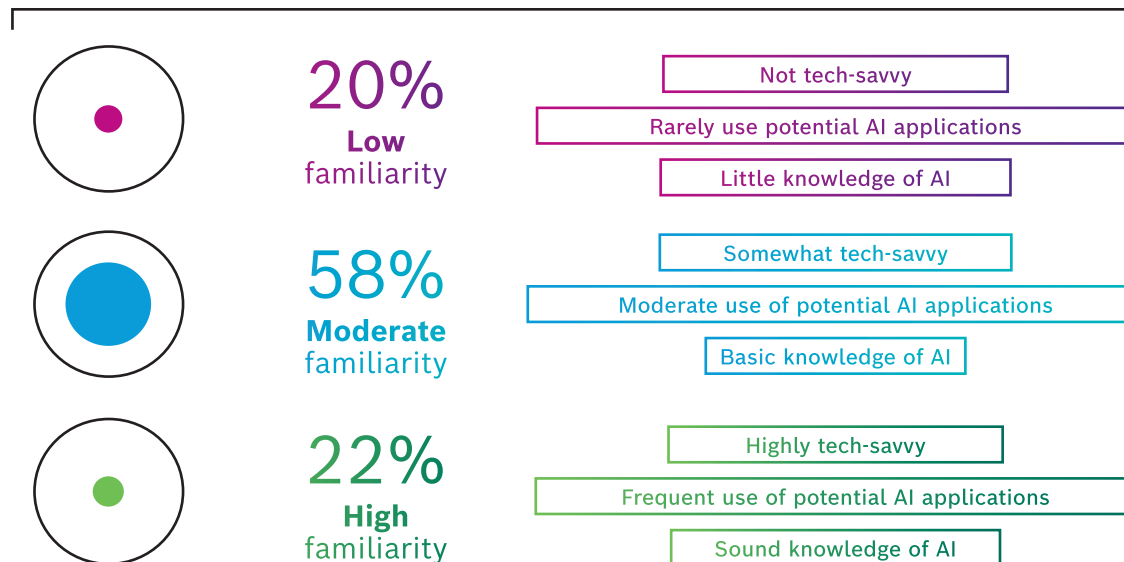 20%
Low
familiarity
Not tech-savvy
Rarely use potential AI applications
Little knowledge of AI
58%
Moderate
familiarity
Somewhat tech-savvy
Moderate use of potential AI applications
Basic knowledge of AI
22%
High
familiarity
Highly tech-savvy
Frequent use of potential AI applications
Sound knowledge of AI